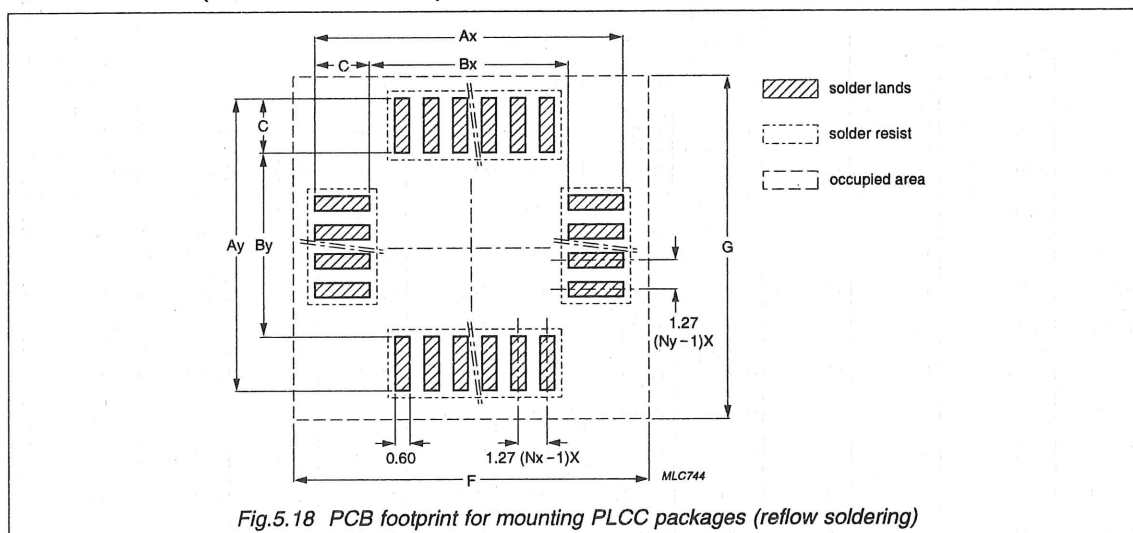 Ax
C
Bx
solder lands
C
solder resist
occupied area
Ay
By
G
1.27
(Ny –1)X
0.60
1.27 (Nx –1)X
F
MLC744
Fig.5.18 PCB footprint for mounting PLCC packages (reflow soldering)